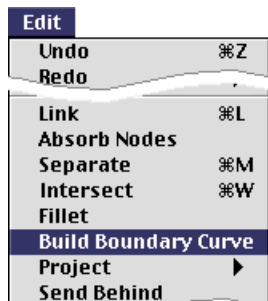 Edit
Undo ⌘Z
Redo
Link ⌘L
Absorb Nodes
Separate ⌘M
Intersect ⌘W
Fillet
Build Boundary Curve
Project ▶
Send Behind